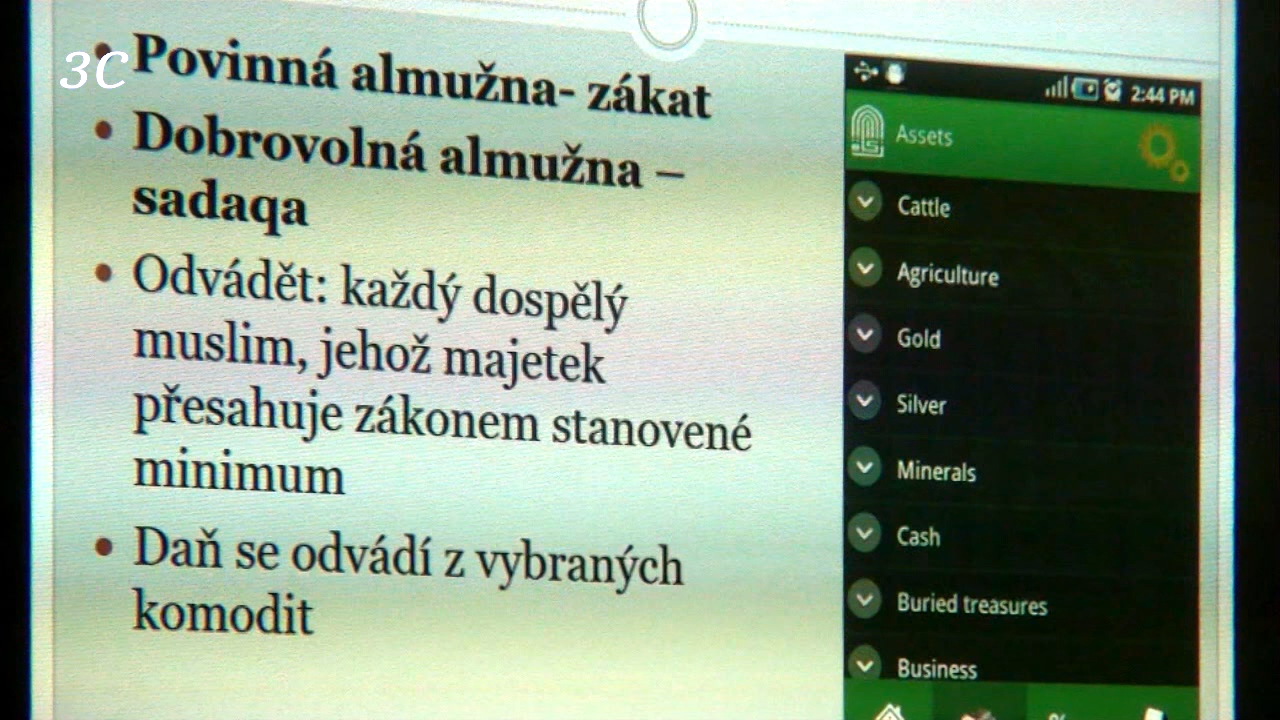 3C
Povinná almužna- zákat
Dobrovolná almužna –
sadaqa
Odvádět: každý dospělý
muslim, jehož majetek
přesahuje zákonem stanovené
minimum
Daň se odvádí z vybraných
komodit
2:44 PM
Assets
Cattle
Agriculture
Gold
Silver
Minerals
Cash
Buried treasures
Business
%